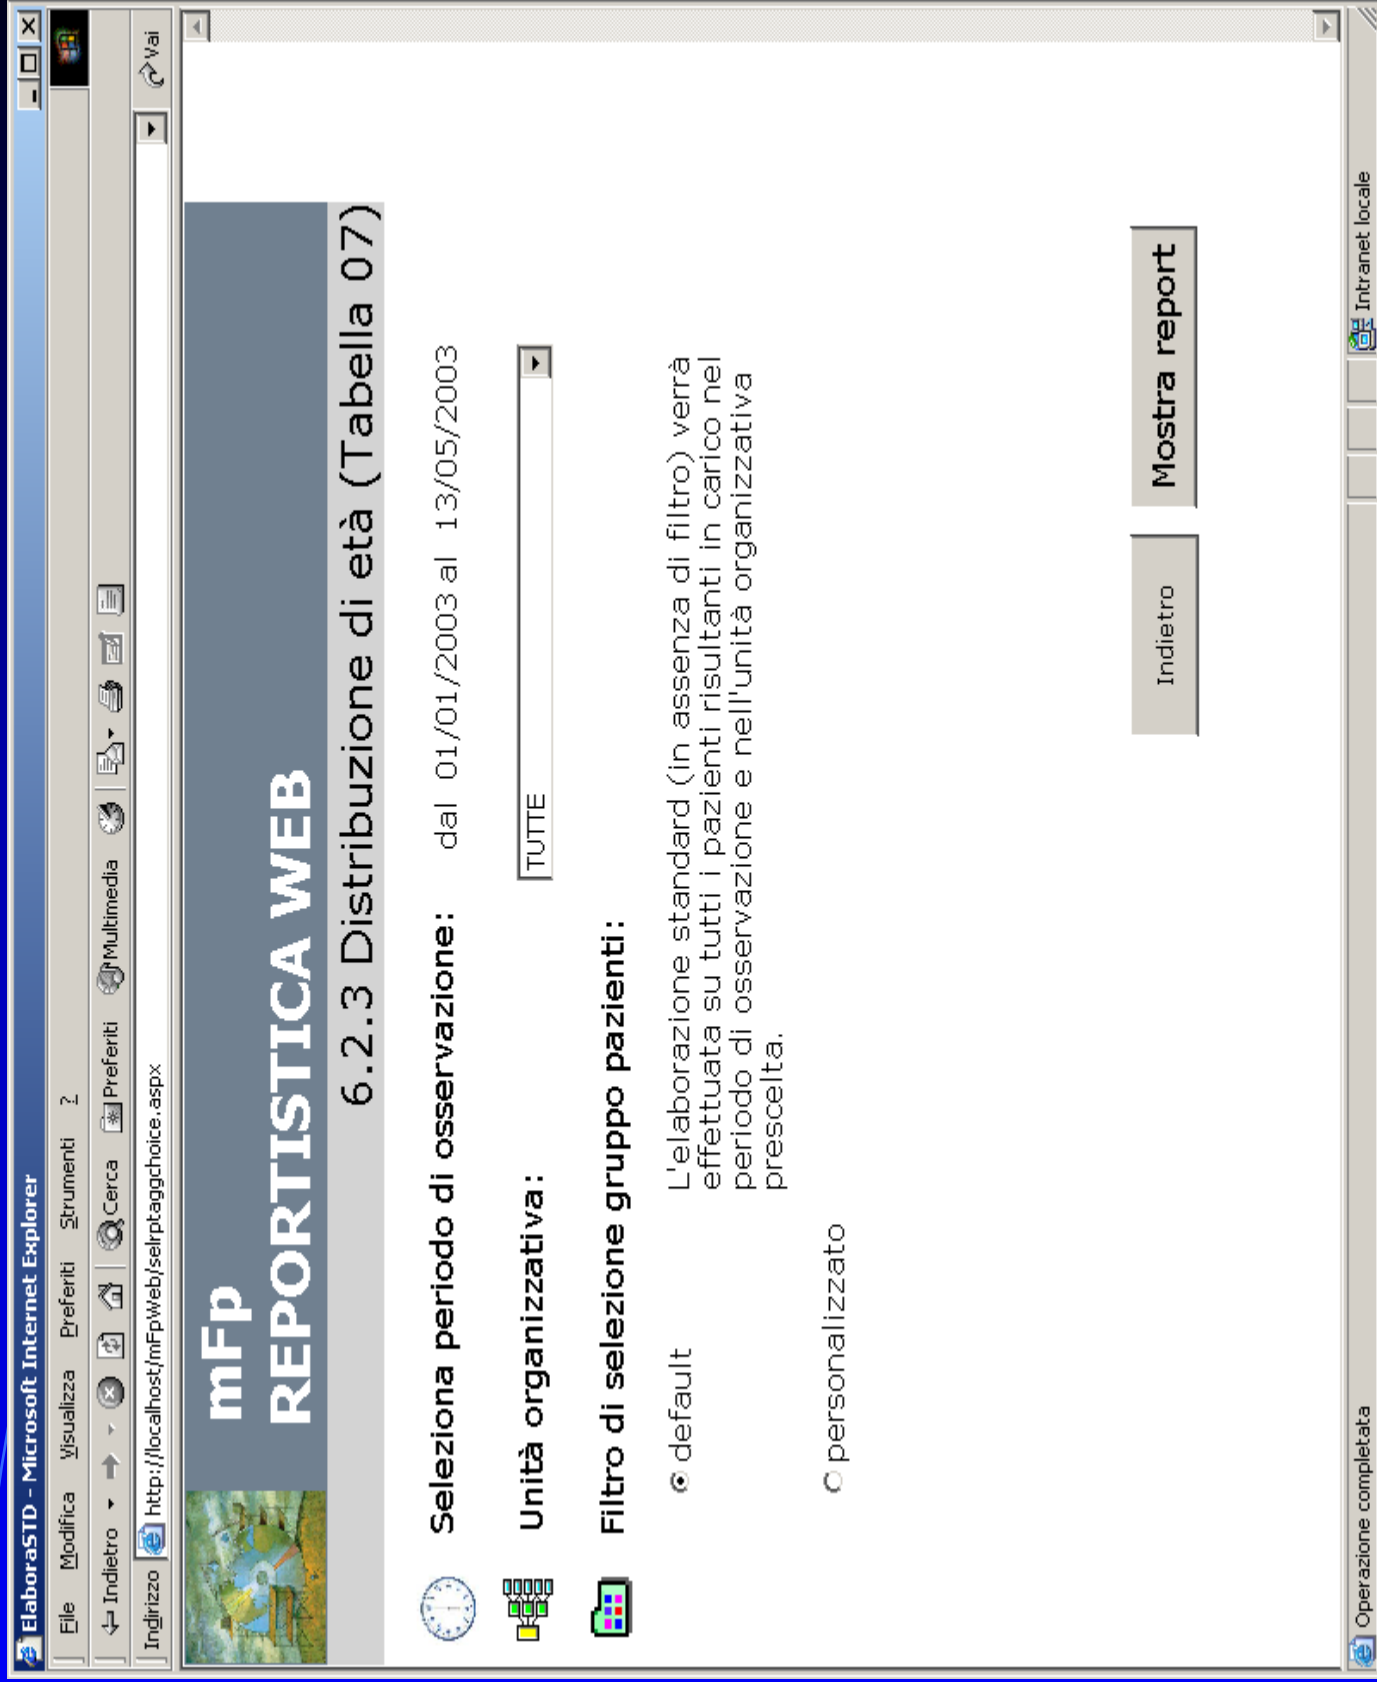 ElaboraSTD - Microsoft Internet Explorer
File Modifica Visualizza Preferiti Strumenti ?
Indietro Cerca Preferiti Multimedia
Indirizzo http://localhost/mFpWeb/selrptaggchoice.aspx Vai
mFp
REPORTISTICA WEB
6.2.3 Distribuzione di età (Tabella 07)
Seleziona periodo di osservazione: dal 01/01/2003 al 13/05/2003
Unità organizzativa: TUTTE
Filtro di selezione gruppo pazienti:
default L'elaborazione standard (in assenza di filtro) verrà
effettuata su tutti i pazienti risultanti in carico nel
periodo di osservazione e nell'unità organizzativa
prescelta.
personalizzato
Indietro Mostra report
Operazione completata Intranet locale